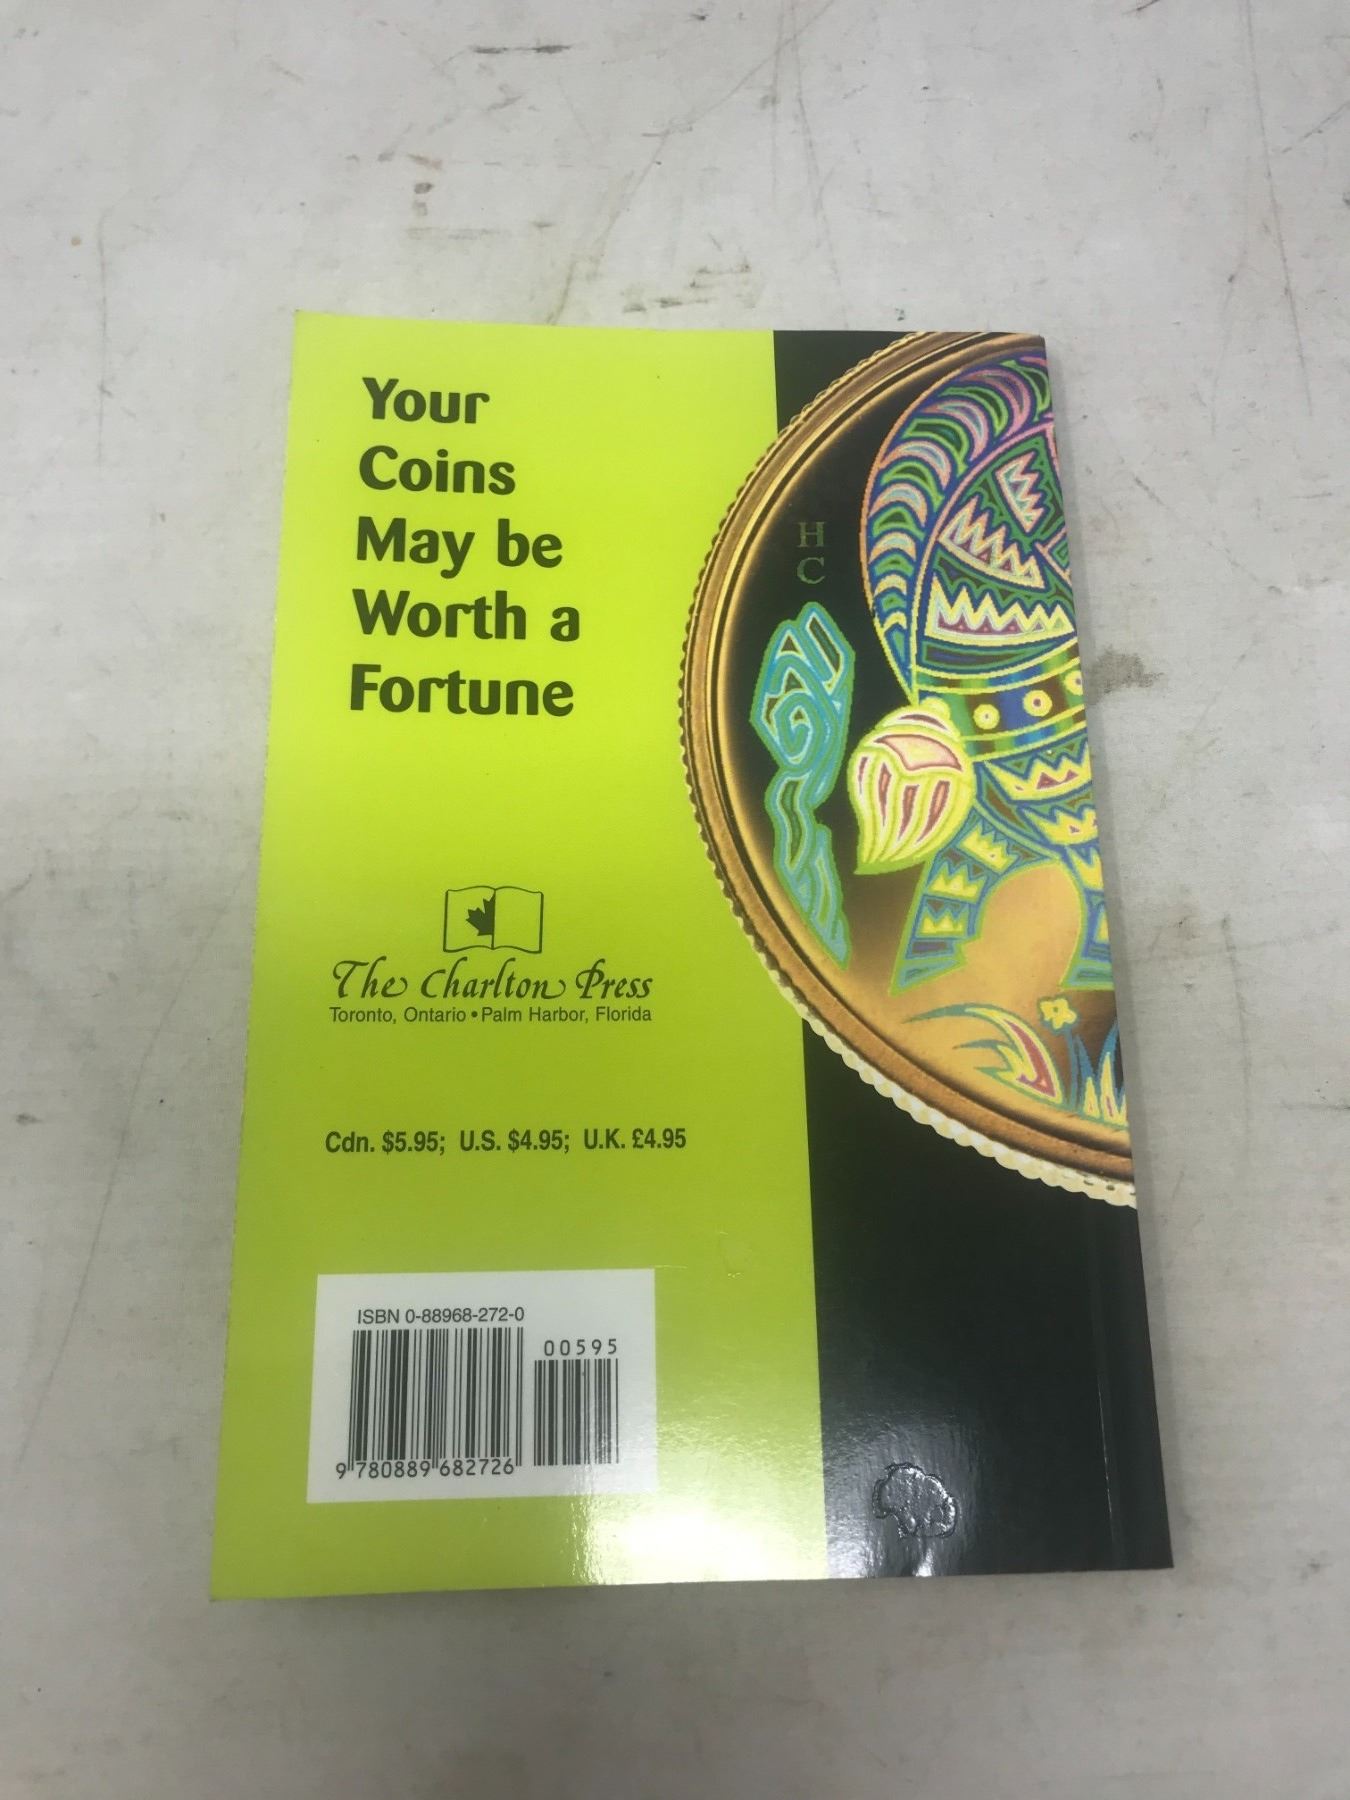 Your
Coins
May be
Worth a
Fortune
H
C
The Charlton Press
Toronto, Ontario • Palm Harbor, Florida
Cdn. $5.95; U.S. $4.95; U.K. £4.95
ISBN 0-88968-272-0
00595
9 780889 682726